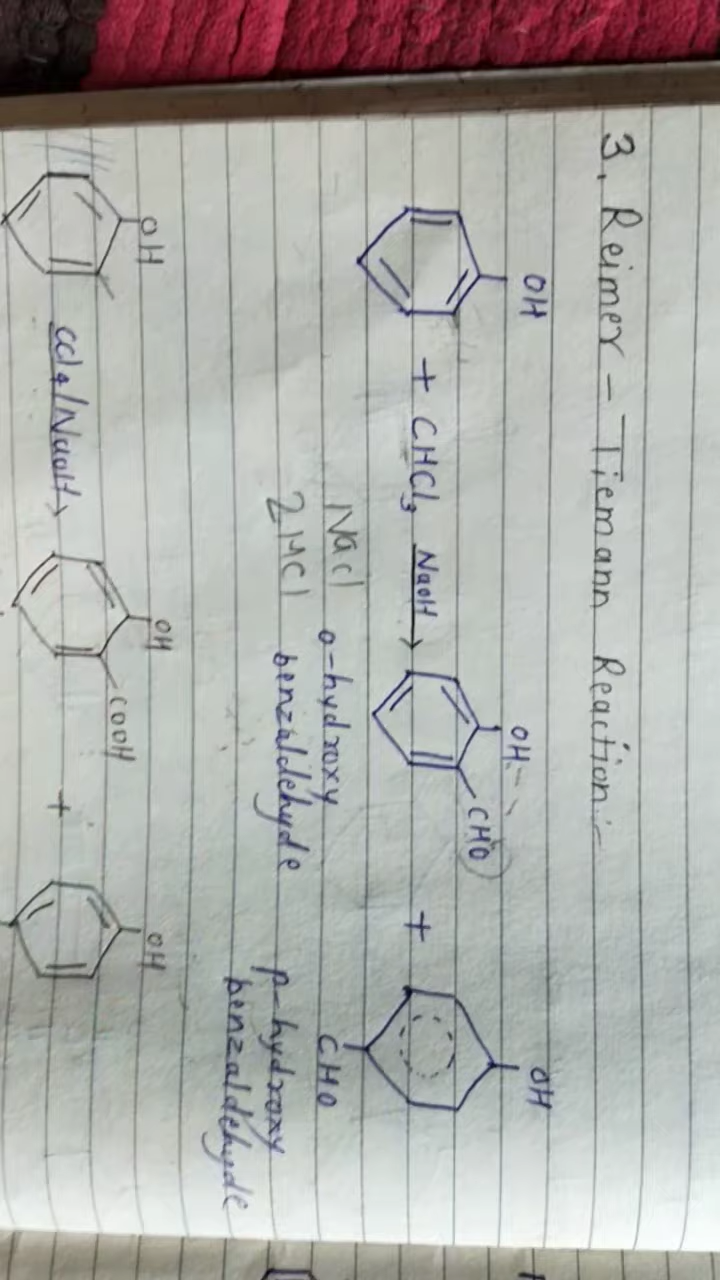 3. Reimer - Tiemann Reaction:-
OH
OH
OH
+ CHCl3 NaOH → CHO +
CHO
NaCl
2HCl
o-hydroxy
benzaldehyde
p-hydroxy
benzaldehyde
OH
OH
OH
CCl4/NaOH → COOH +